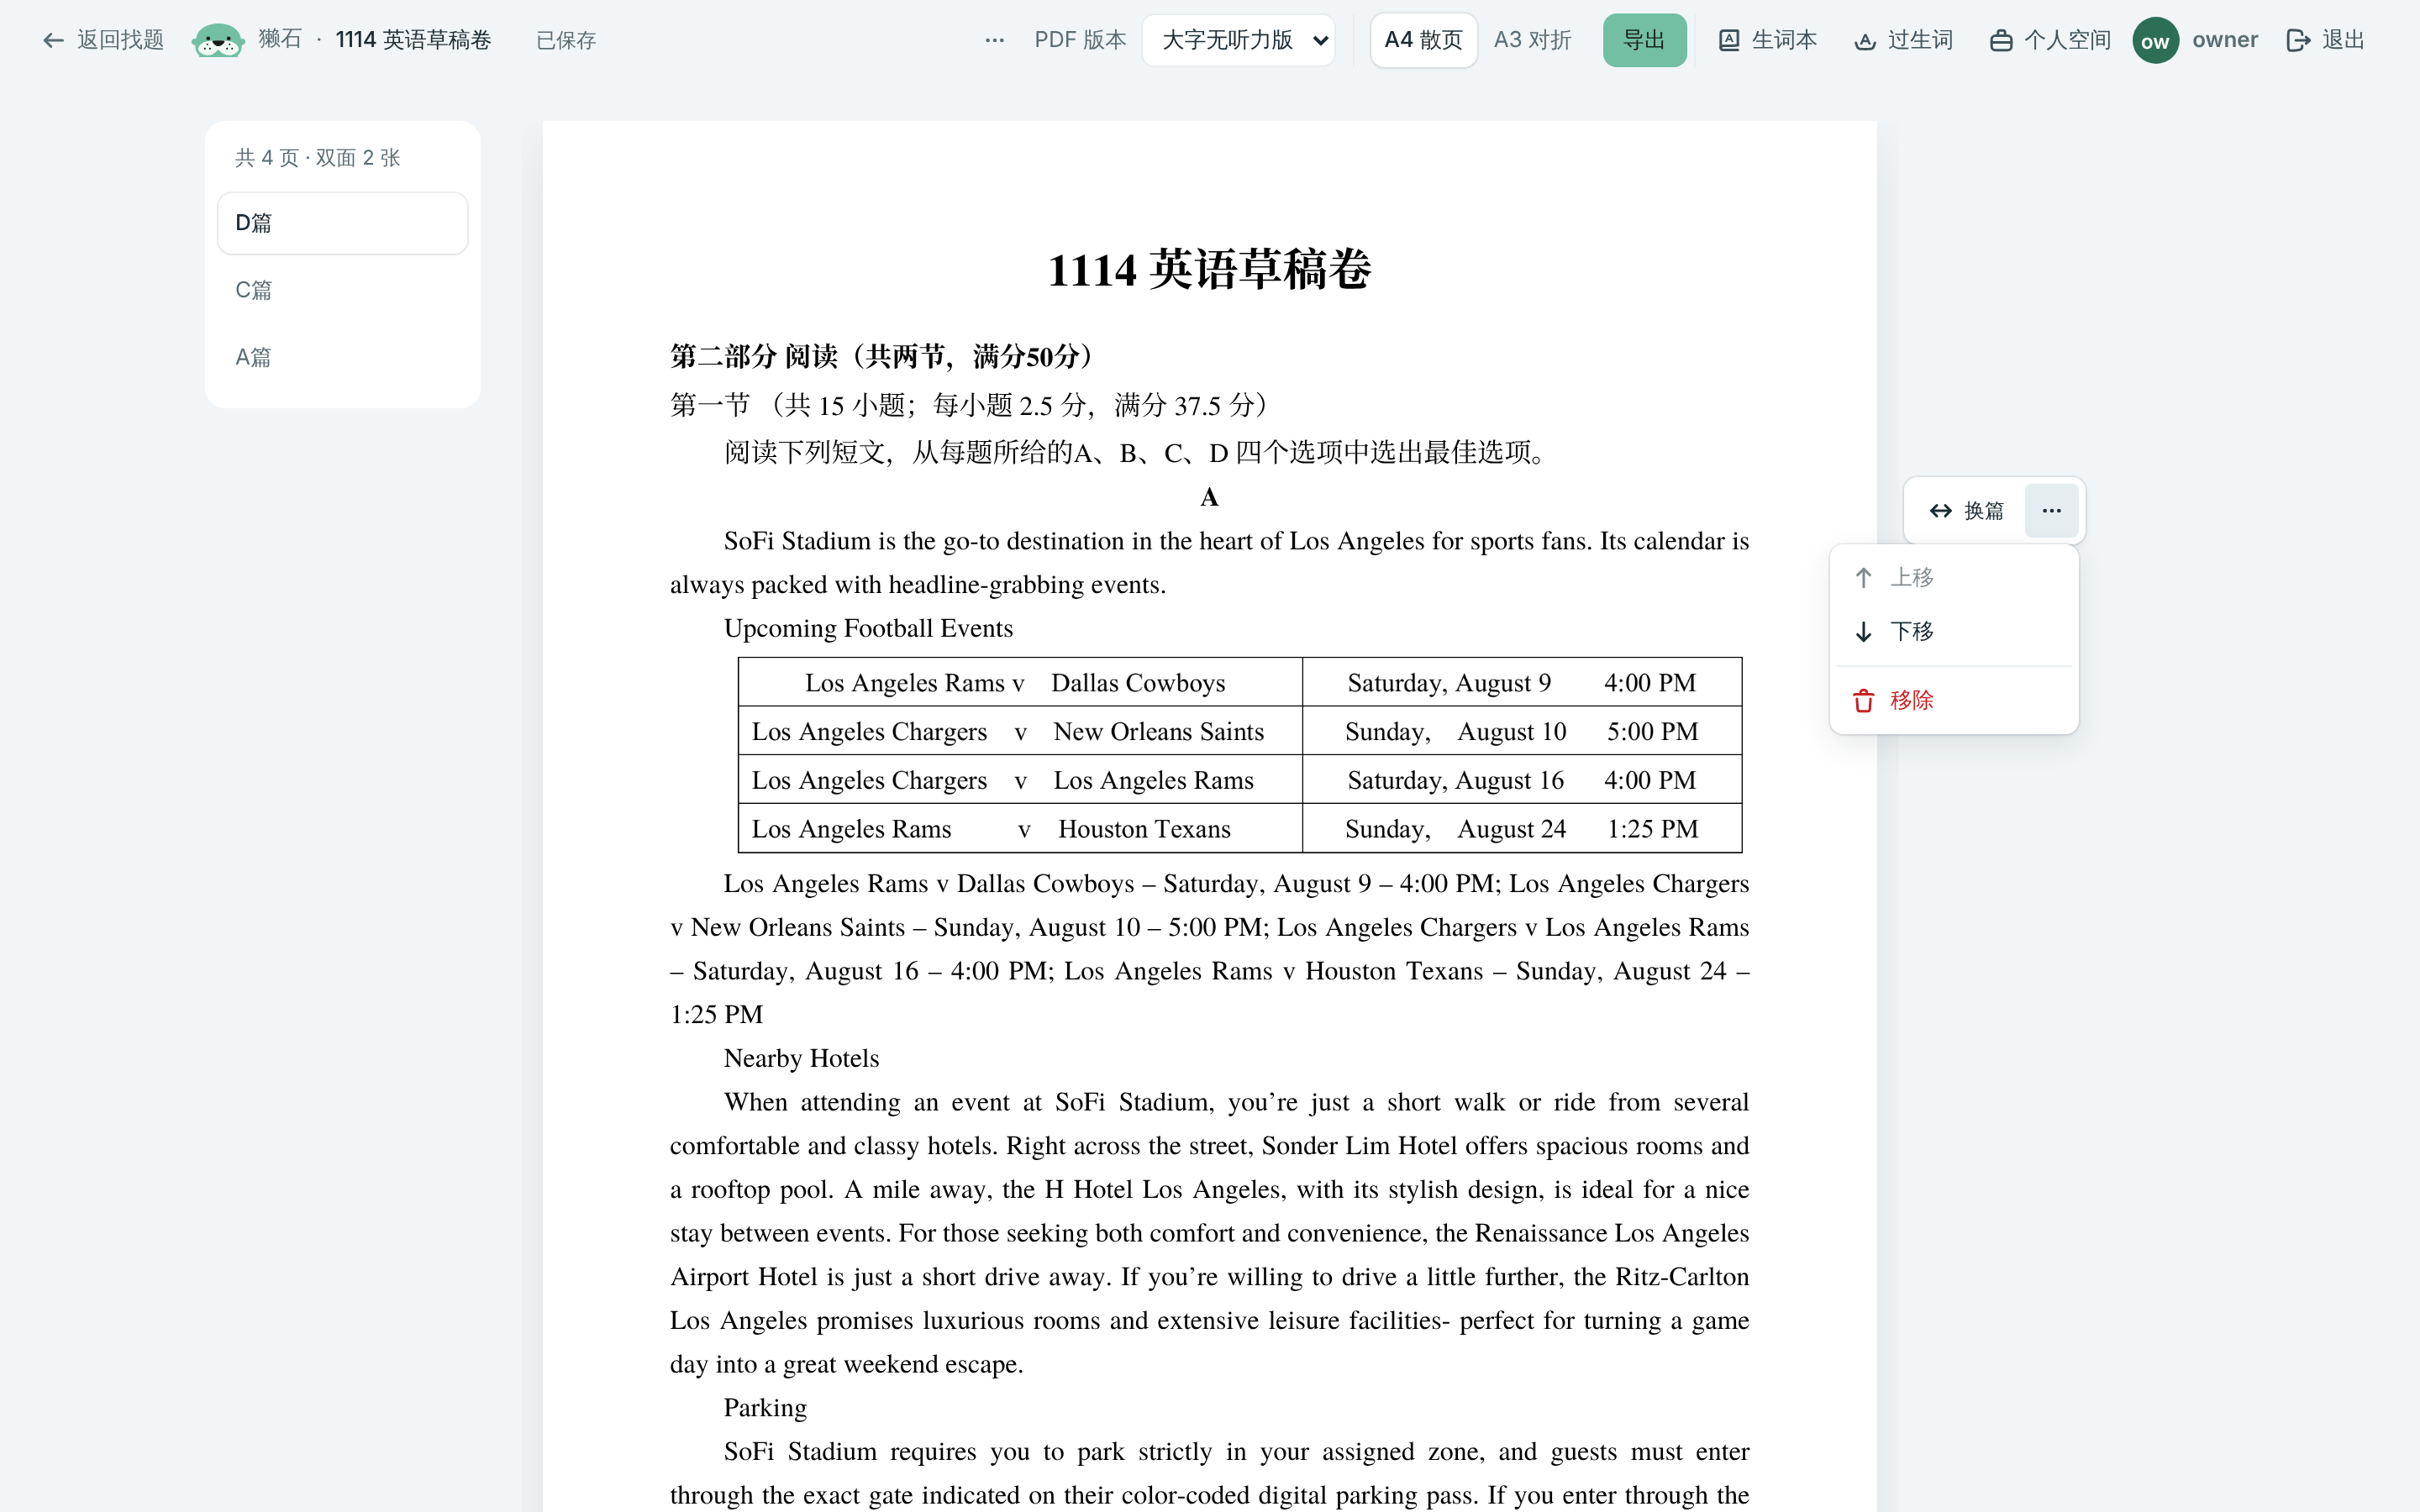 返回找题
獭石 · 1114 英语草稿卷
已保存
PDF 版本
大字无听力版
A4 散页
A3 对折
导出
生词本
过生词
个人空间
ow
owner
退出
共 4 页 · 双面 2 张
D篇
C篇
A篇
1114 英语草稿卷
第二部分 阅读（共两节，满分50分）
第一节 （共 15 小题；每小题 2.5 分，满分 37.5 分）
阅读下列短文，从每题所给的A、B、C、D 四个选项中选出最佳选项。
A
SoFi Stadium is the go-to destination in the heart of Los Angeles for sports fans. Its calendar is
always packed with headline-grabbing events.
Upcoming Football Events
Los Angeles Rams v Dallas Cowboys Saturday, August 9 4:00 PM
Los Angeles Chargers v New Orleans Saints Sunday, August 10 5:00 PM
Los Angeles Chargers v Los Angeles Rams Saturday, August 16 4:00 PM
Los Angeles Rams v Houston Texans Sunday, August 24 1:25 PM
Los Angeles Rams v Dallas Cowboys – Saturday, August 9 – 4:00 PM; Los Angeles Chargers
v New Orleans Saints – Sunday, August 10 – 5:00 PM; Los Angeles Chargers v Los Angeles Rams
– Saturday, August 16 – 4:00 PM; Los Angeles Rams v Houston Texans – Sunday, August 24 –
1:25 PM
Nearby Hotels
When attending an event at SoFi Stadium, you’re just a short walk or ride from several
comfortable and classy hotels. Right across the street, Sonder Lim Hotel offers spacious rooms and
a rooftop pool. A mile away, the H Hotel Los Angeles, with its stylish design, is ideal for a nice
stay between events. For those seeking both comfort and convenience, the Renaissance Los Angeles
Airport Hotel is just a short drive away. If you’re willing to drive a little further, the Ritz-Carlton
Los Angeles promises luxurious rooms and extensive leisure facilities- perfect for turning a game
day into a great weekend escape.
Parking
SoFi Stadium requires you to park strictly in your assigned zone, and guests must enter
through the exact gate indicated on their color-coded digital parking pass. If you enter through the
换篇
上移
下移
移除